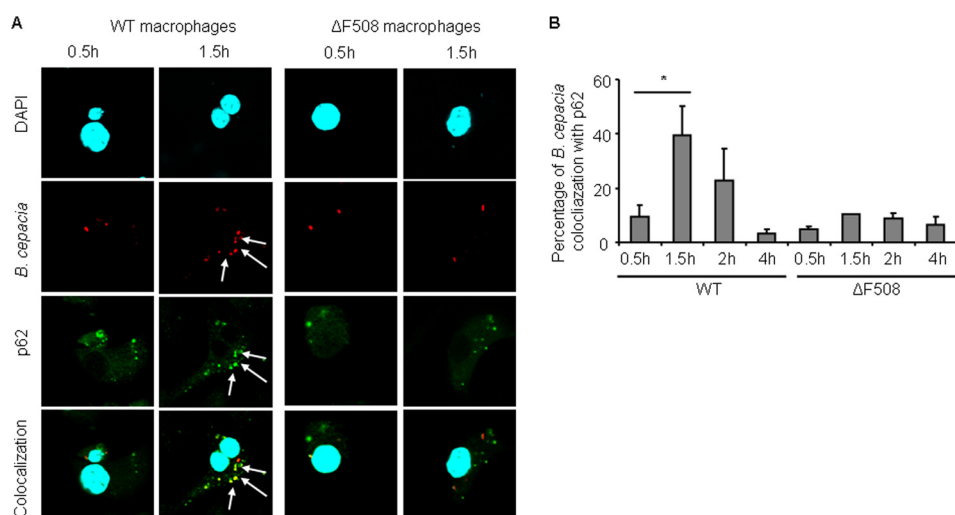 A
WT macrophages
ΔF508 macrophages
0.5h
1.5h
0.5h
1.5h
DAPI
B. cepacia
p62
Colocalization
B
Percentage of B. cepacia
colocliazation with p62
60
40
20
0
*
0.5h
1.5h
2h
4h
0.5h
1.5h
2h
4h
WT
ΔF508